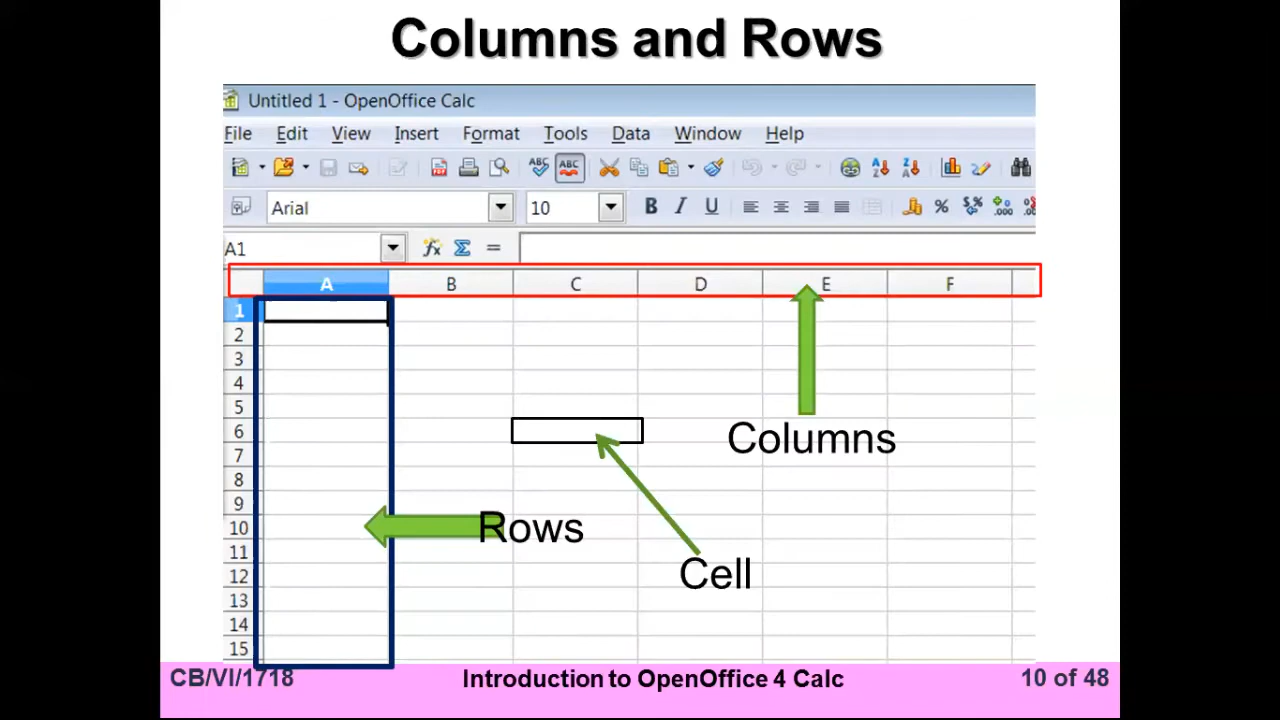 Columns and Rows
Untitled 1 - OpenOffice Calc
File Edit View Insert Format Tools Data Window Help
Arial 10 B I U %
A1
A B C D E F
1
2
3
4
5
6
Columns
7
8
9
10
Rows
11
12
Cell
13
14
15
CB/VI/1718 Introduction to OpenOffice 4 Calc 10 of 48